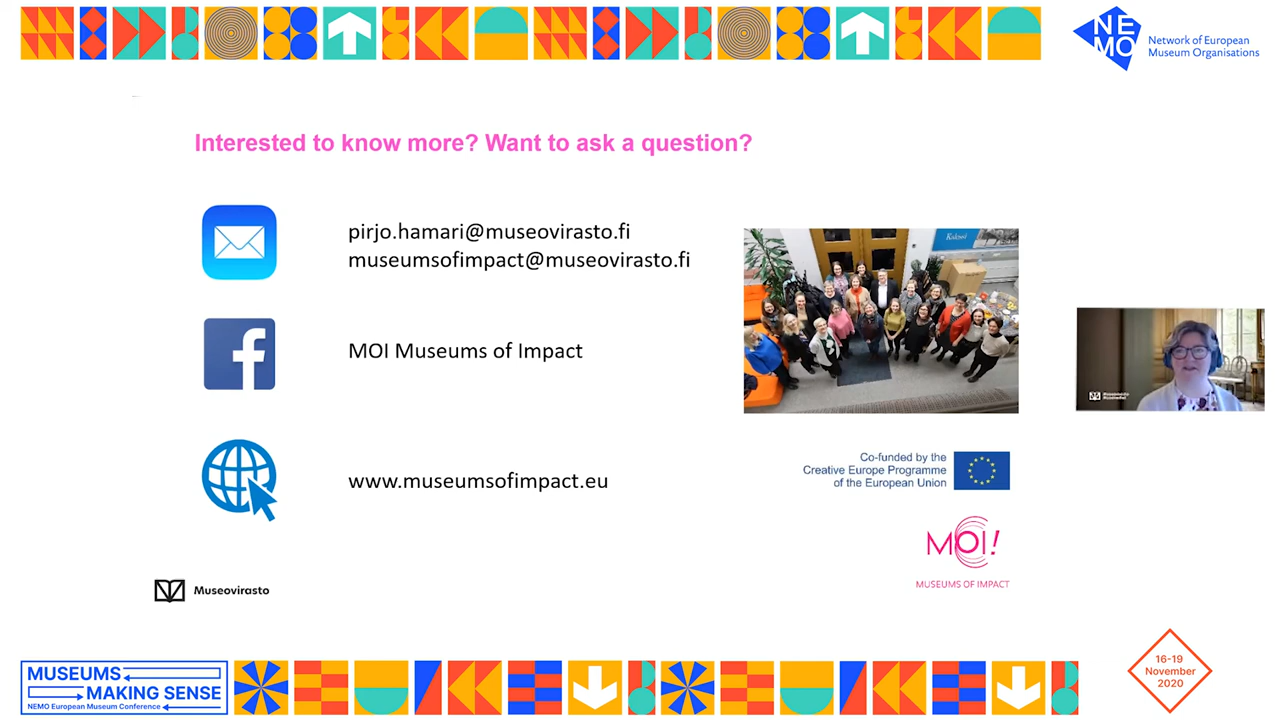 NE
MO
Network of European
Museum Organisations
Interested to know more? Want to ask a question?
pirjo.hamari@museovirasto.fi
museumsofimpact@museovirasto.fi
MOI Museums of Impact
www.museumsofimpact.eu
Co-funded by the
Creative Europe Programme
of the European Union
MOI!
MUSEUMS OF IMPACT
Museovirasto
MUSEUMS
MAKING SENSE
NEMO European Museum Conference
16-19
November
2020